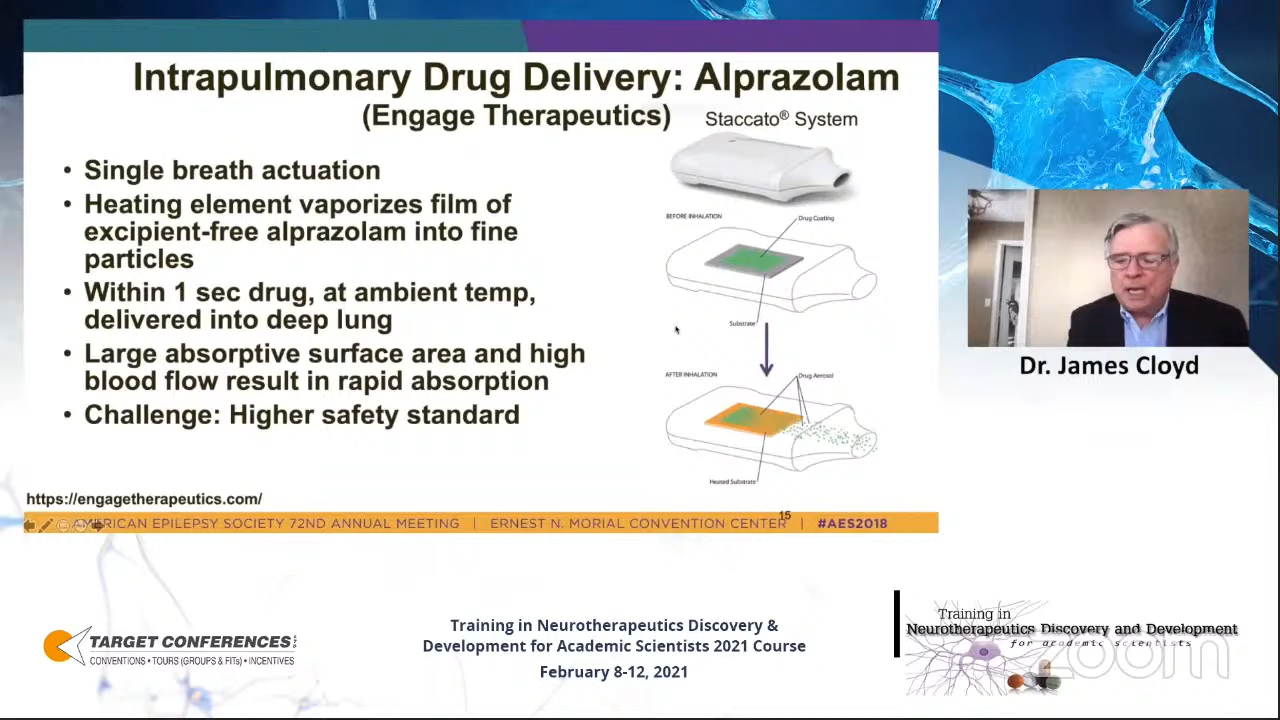 Intrapulmonary Drug Delivery: Alprazolam
(Engage Therapeutics)
Staccato® System
• Single breath actuation
• Heating element vaporizes film of
excipient-free alprazolam into fine
particles
• Within 1 sec drug, at ambient temp,
delivered into deep lung
• Large absorptive surface area and high
blood flow result in rapid absorption
• Challenge: Higher safety standard
BEFORE INHALATION
Drug Coating
Substrate
AFTER INHALATION
Drug Aerosol
Heated Substrate
https://engagetherapeutics.com/
15
AMERICAN EPILEPSY SOCIETY 72ND ANNUAL MEETING | ERNEST N. MORIAL CONVENTION CENTER | #AES2018
Dr. James Cloyd
TARGET CONFERENCES
CONVENTIONS • TOURS (GROUPS & FITs) • INCENTIVES
Training in Neurotherapeutics Discovery &
Development for Academic Scientists 2021 Course
February 8-12, 2021
Training in
Neurotherapeutics Discovery and Development
for academic scientists
zoom